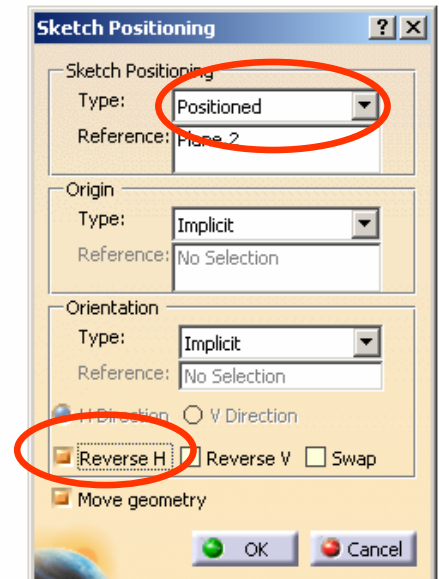 Sketch Positioning
Sketch Positioning
Type: Positioned
Reference: Plane.2
Origin
Type: Implicit
Reference: No Selection
Orientation
Type: Implicit
Reference: No Selection
H Direction V Direction
Reverse H Reverse V Swap
Move geometry
OK Cancel